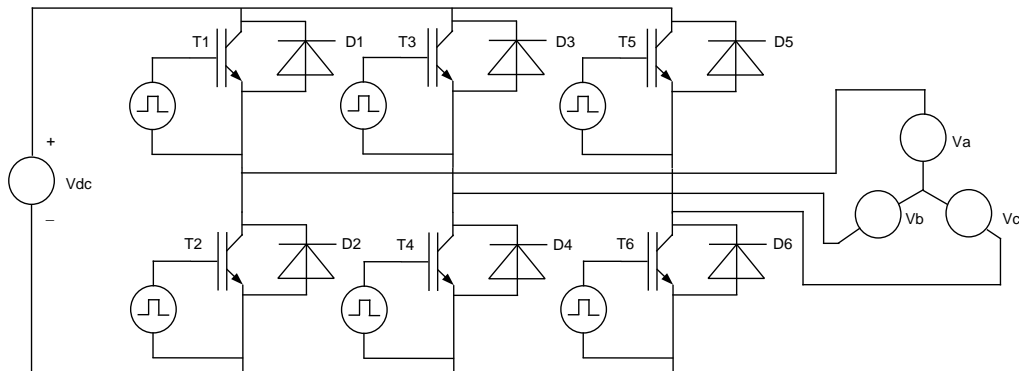 T1
D1
T3
D3
T5
D5
+
Vdc
–
Va
Vb
Vc
T2
D2
T4
D4
T6
D6